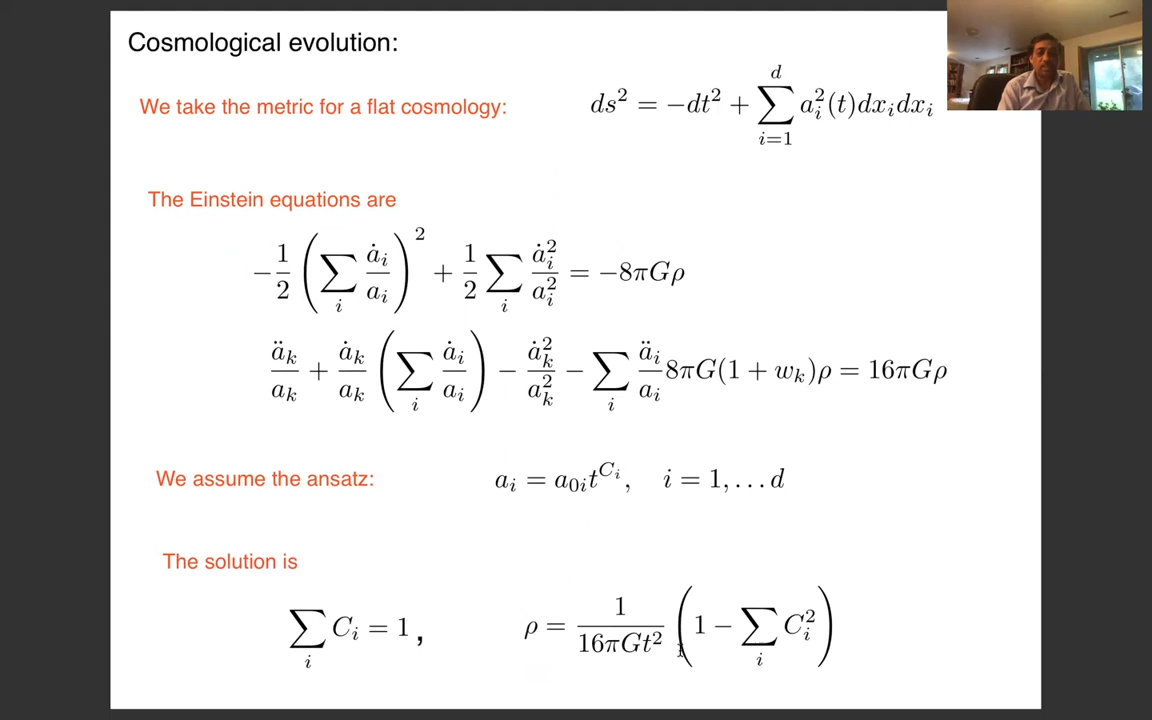 Cosmological evolution:
We take the metric for a flat cosmology: $ds^2 = -dt^2 + \sum_{i=1}^{d} a_i^2(t)dx_idx_i$
The Einstein equations are
$-\frac{1}{2}\left(\sum_i \frac{\dot{a}_i}{a_i}\right)^2 + \frac{1}{2}\sum_i \frac{\dot{a}_i^2}{a_i^2} = -8\pi G\rho$
$\frac{\ddot{a}_k}{a_k} + \frac{\dot{a}_k}{a_k}\left(\sum_i \frac{\dot{a}_i}{a_i}\right) - \frac{\dot{a}_k^2}{a_k^2} - \sum_i \frac{\ddot{a}_i}{a_i} 8\pi G(1 + w_k)\rho = 16\pi G\rho$
We assume the ansatz: $a_i = a_{0i}t^{C_i}, \quad i = 1, \ldots d$
The solution is
$\sum_i C_i = 1, \quad \rho = \frac{1}{16\pi Gt^2}\left(1 - \sum_i C_i^2\right)$